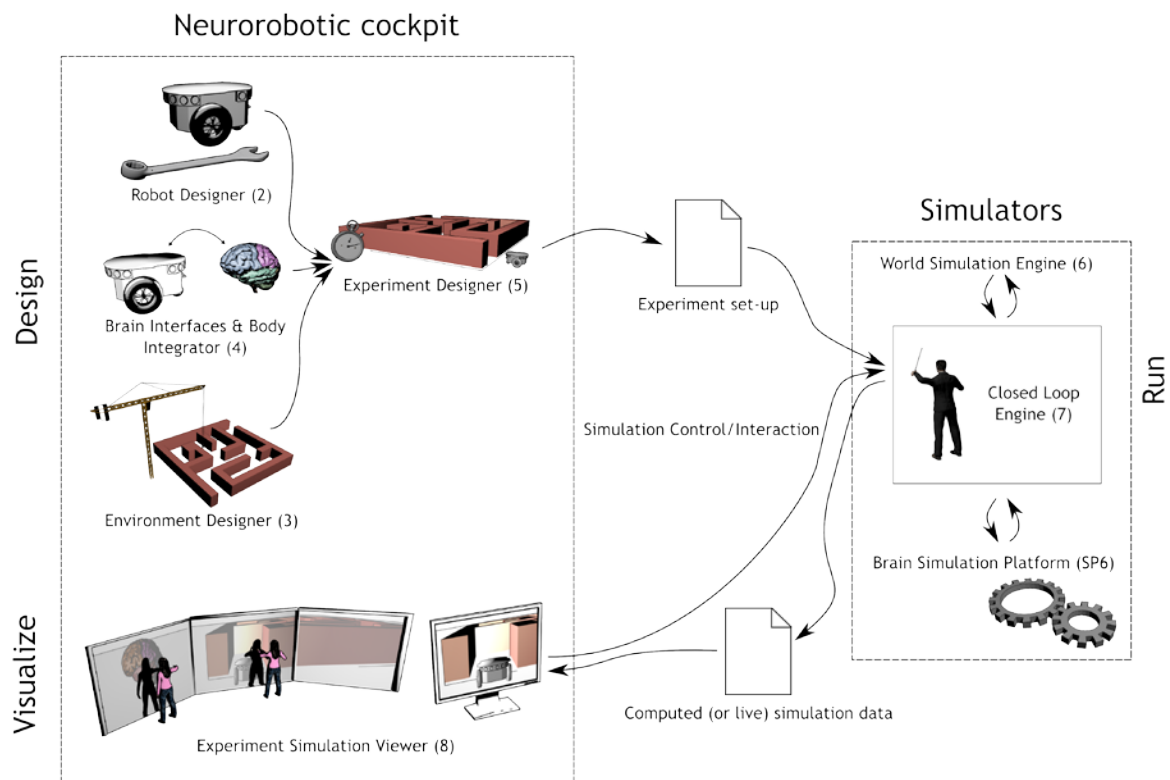 Neurorobotic cockpit
Robot Designer (2)
Design
Brain Interfaces & Body
Integrator (4)
Experiment Designer (5)
Environment Designer (3)
Experiment set-up
Simulators
World Simulation Engine (6)
Closed Loop
Engine (7)
Run
Simulation Control/Interaction
Brain Simulation Platform (SP6)
Visualize
Computed (or live) simulation data
Experiment Simulation Viewer (8)